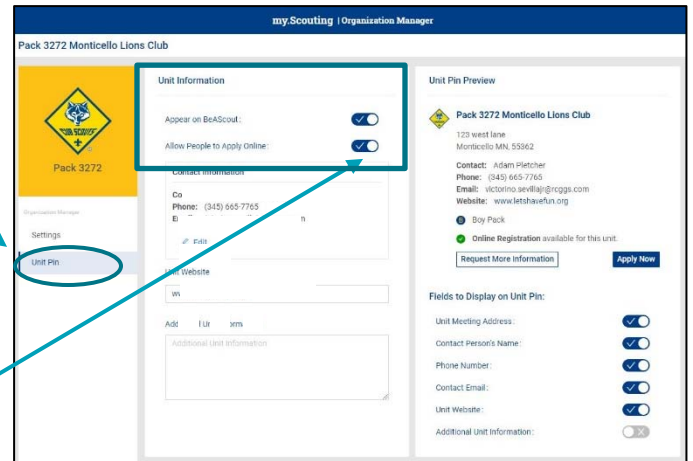 my.Scouting | Organization Manager
Pack 3272 Monticello Lions Club
CUB SCOUTS
Pack 3272
Organization Manager
Settings
Unit Pin
Unit Information
Appear on BeAScout:
Allow People to Apply Online:
Contact Information
Co
Phone: (345) 665-7765
E
Edit
Unit Website
Additional Unit Information
Unit Pin Preview
Pack 3272 Monticello Lions Club
123 west lane
Monticello MN, 55362
Contact: Adam Pletcher
Phone: (345) 665-7765
Email: victorino.sevillajr@rcggs.com
Website: www.letshavefun.org
Boy Pack
Online Registration available for this unit.
Request More Information
Apply Now
Fields to Display on Unit Pin:
Unit Meeting Address:
Contact Person's Name:
Phone Number:
Contact Email:
Unit Website:
Additional Unit Information: